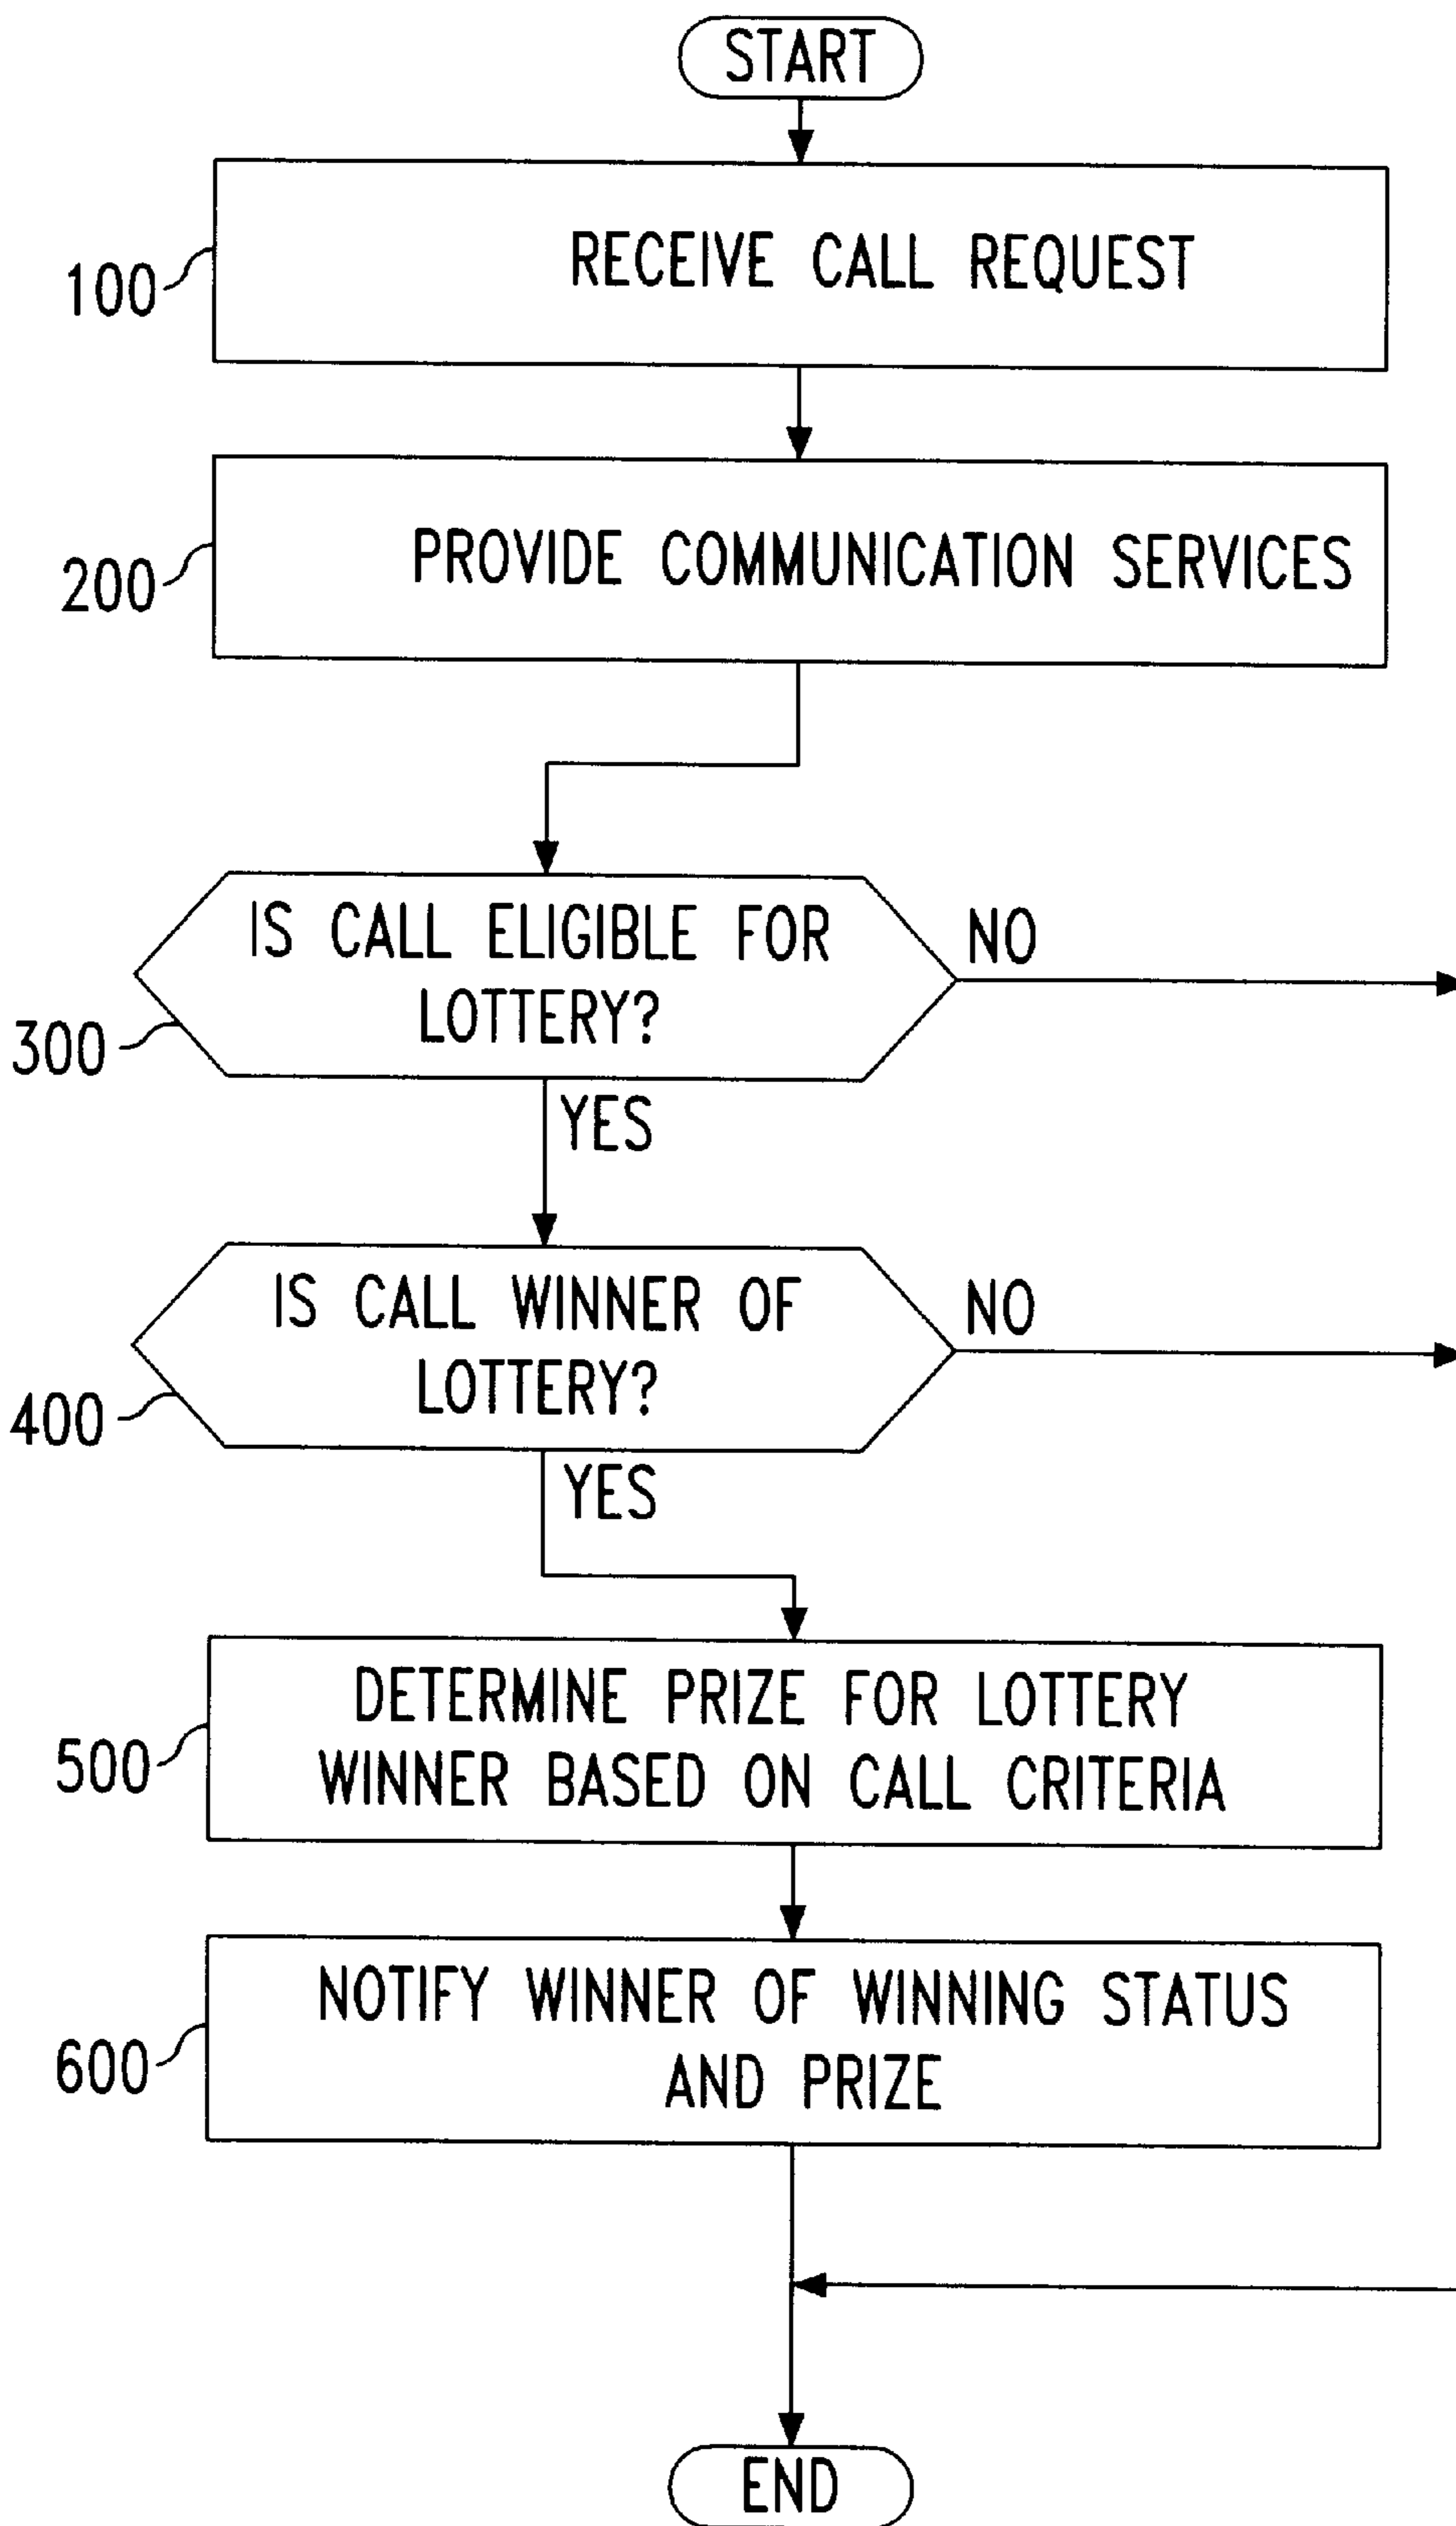 START
RECEIVE CALL REQUEST
100
PROVIDE COMMUNICATION SERVICES
200
IS CALL ELIGIBLE FOR
LOTTERY?
NO
300
YES
IS CALL WINNER OF
LOTTERY?
NO
400
YES
DETERMINE PRIZE FOR LOTTERY
WINNER BASED ON CALL CRITERIA
500
NOTIFY WINNER OF WINNING STATUS
AND PRIZE
600
END